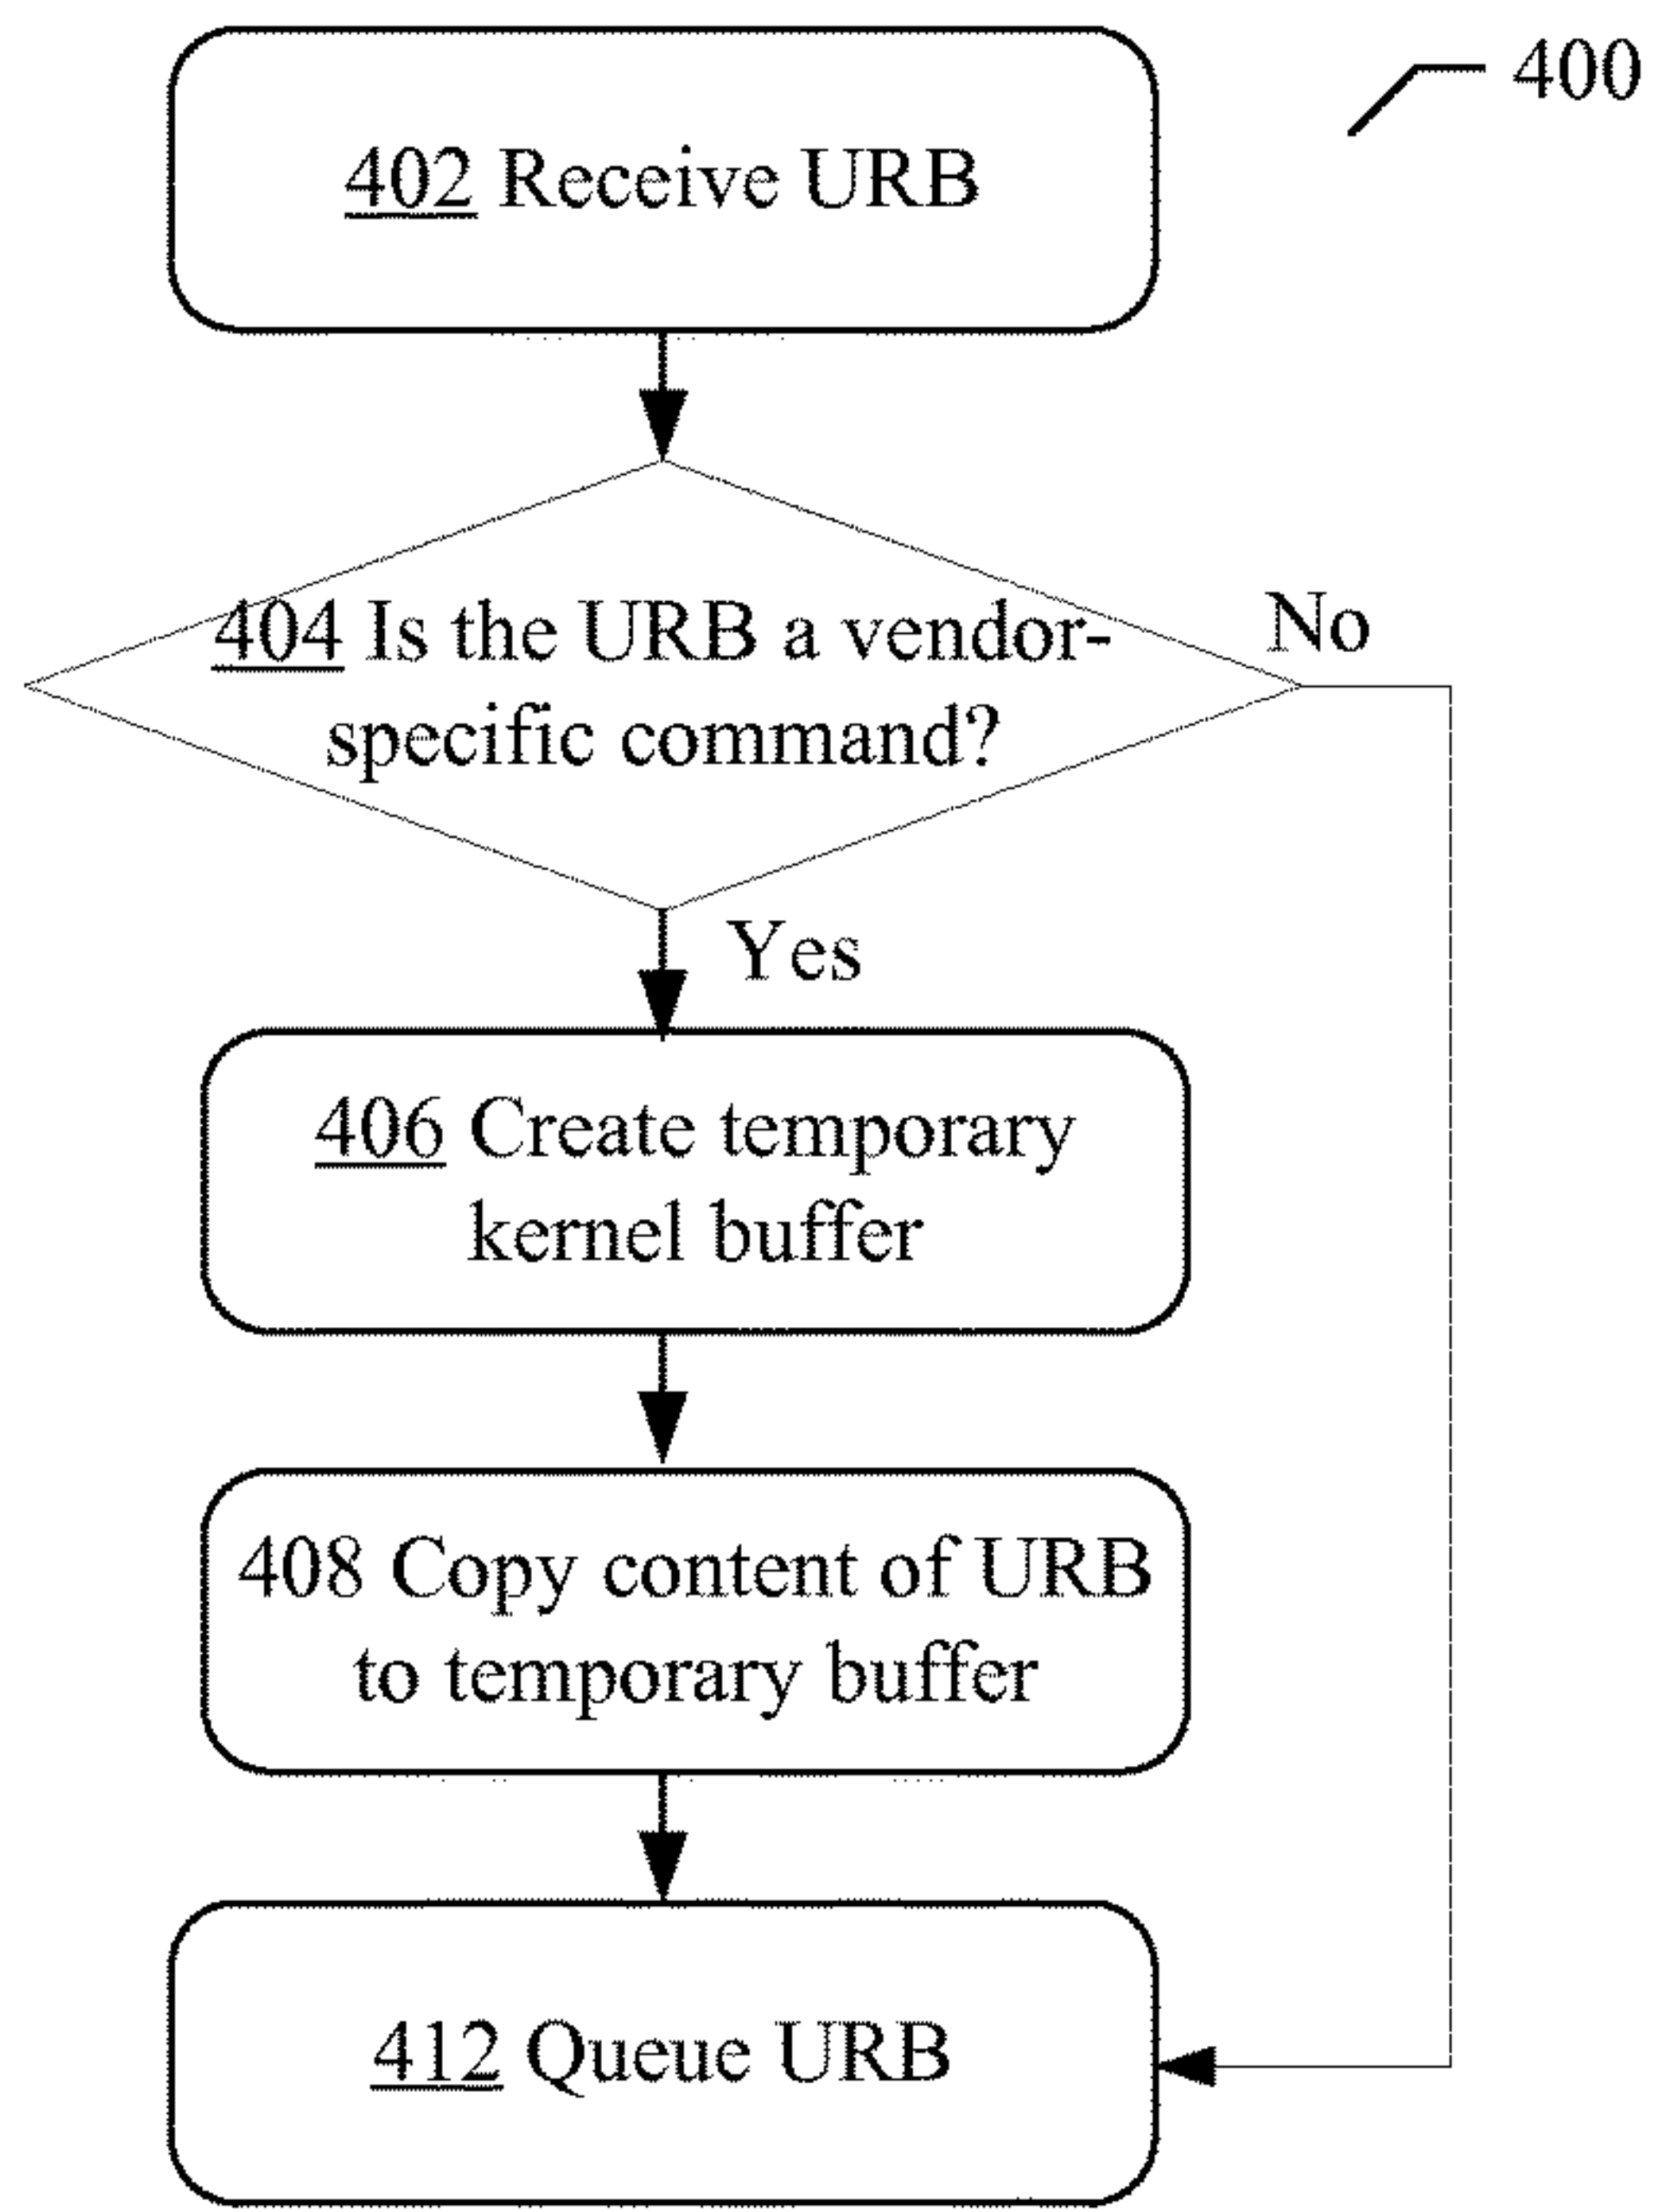 400
402 Receive URB
404 Is the URB a vendor-
specific command?
No
Yes
406 Create temporary
kernel buffer
408 Copy content of URB
to temporary buffer
412 Queue URB